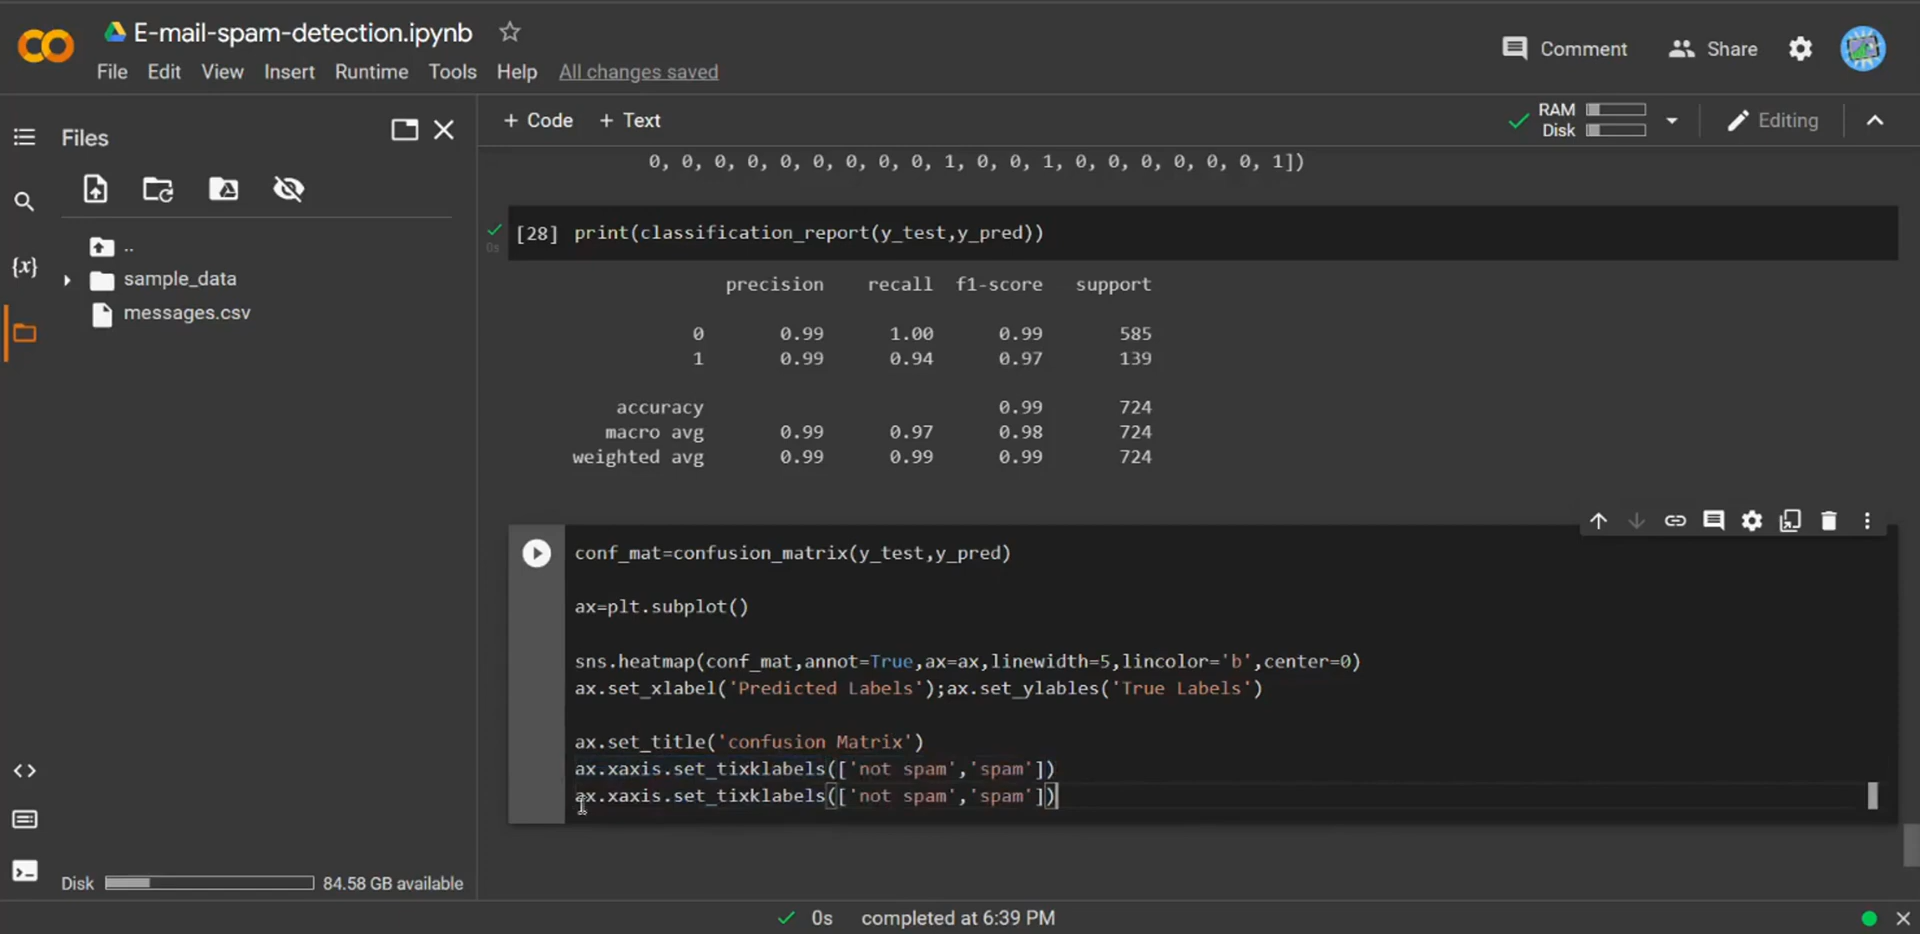 E-mail-spam-detection.ipynb
Comment Share
File Edit View Insert Runtime Tools Help All changes saved
Files
+ Code + Text
RAM
Disk
Editing
0, 0, 0, 0, 0, 0, 0, 0, 0, 1, 0, 0, 1, 0, 0, 0, 0, 0, 0, 1])
[28] print(classification_report(y_test,y_pred))
0s
..
sample_data
messages.csv
{x}
precision recall f1-score support
0 0.99 1.00 0.99 585
1 0.99 0.94 0.97 139
accuracy 0.99 724
macro avg 0.99 0.97 0.98 724
weighted avg 0.99 0.99 0.99 724
conf_mat=confusion_matrix(y_test,y_pred)
ax=plt.subplot()
sns.heatmap(conf_mat,annot=True,ax=ax,linewidth=5,lincolor='b',center=0)
ax.set_xlabel('Predicted Labels');ax.set_ylables('True Labels')
ax.set_title('confusion Matrix')
ax.xaxis.set_tixklabels(['not spam','spam'])
ax.xaxis.set_tixklabels(['not spam','spam'])
Disk 84.58 GB available
0s completed at 6:39 PM